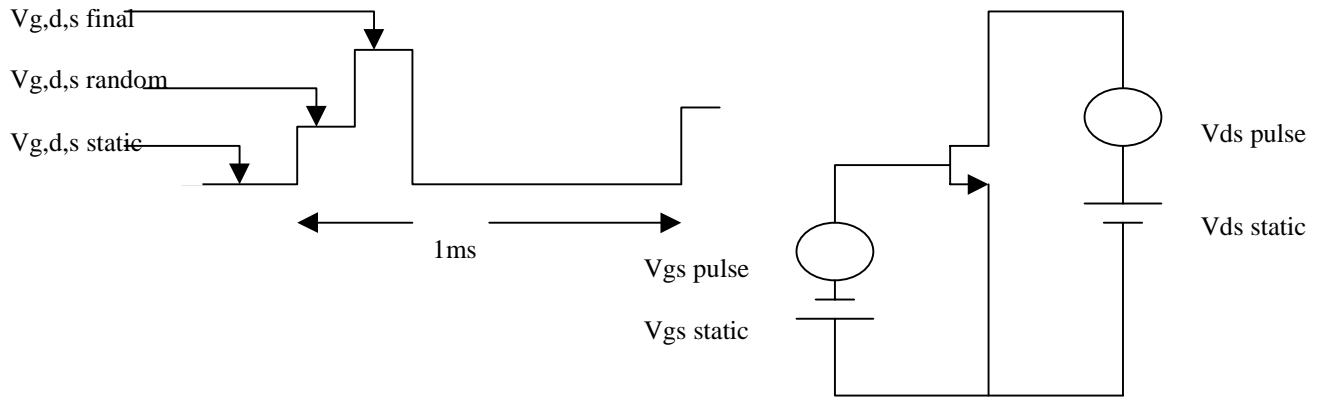 Vg,d,s final
Vg,d,s random
Vg,d,s static
1ms
Vgs pulse
Vgs static
Vds pulse
Vds static